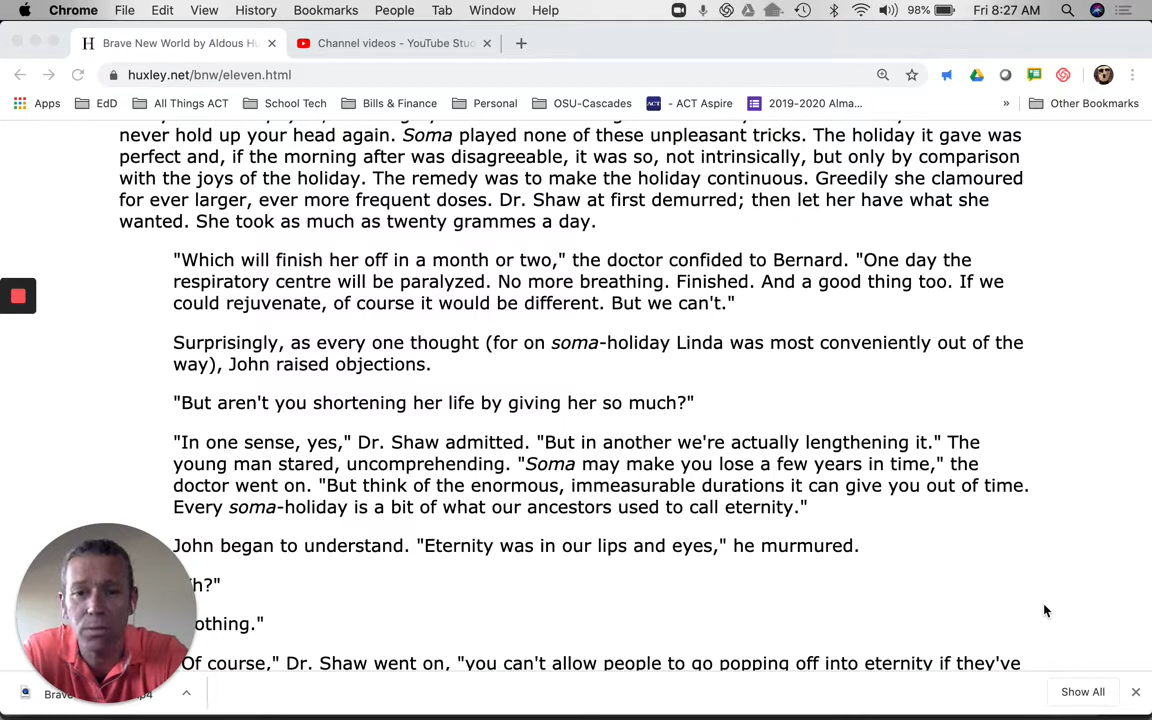 Chrome File Edit View History Bookmarks People Tab Window Help 98% Fri 8:27 AM
H Brave New World by Aldous Hu Channel videos - YouTube Stud
huxley.net/bnw/eleven.html
Apps EdD All Things ACT School Tech Bills & Finance Personal OSU-Cascades ACT - ACT Aspire 2019-2020 Alma... » Other Bookmarks
never hold up your head again. Soma played none of these unpleasant tricks. The holiday it gave was
perfect and, if the morning after was disagreeable, it was so, not intrinsically, but only by comparison
with the joys of the holiday. The remedy was to make the holiday continuous. Greedily she clamoured
for ever larger, ever more frequent doses. Dr. Shaw at first demurred; then let her have what she
wanted. She took as much as twenty grammes a day.
"Which will finish her off in a month or two," the doctor confided to Bernard. "One day the
respiratory centre will be paralyzed. No more breathing. Finished. And a good thing too. If we
could rejuvenate, of course it would be different. But we can't."
Surprisingly, as every one thought (for on soma-holiday Linda was most conveniently out of the
way), John raised objections.
"But aren't you shortening her life by giving her so much?"
"In one sense, yes," Dr. Shaw admitted. "But in another we're actually lengthening it." The
young man stared, uncomprehending. "Soma may make you lose a few years in time," the
doctor went on. "But think of the enormous, immeasurable durations it can give you out of time.
Every soma-holiday is a bit of what our ancestors used to call eternity."
John began to understand. "Eternity was in our lips and eyes," he murmured.
h?"
othing."
"Of course," Dr. Shaw went on, "you can't allow people to go popping off into eternity if they've
Brave p4 Show All